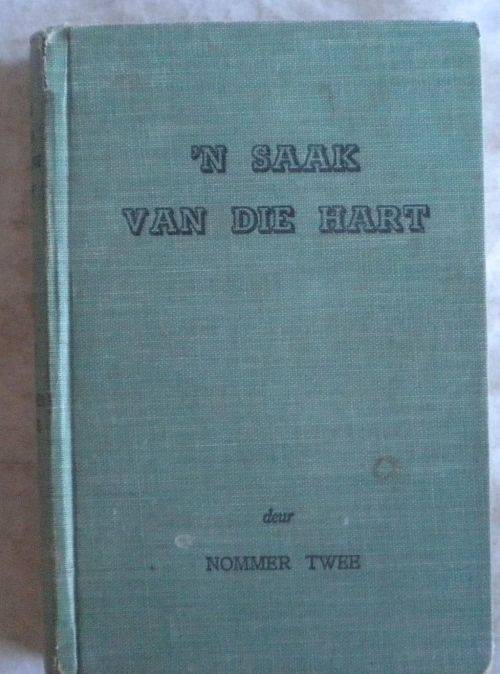 'N SAAK
VAN DIE HART
deur
NOMMER TWEE